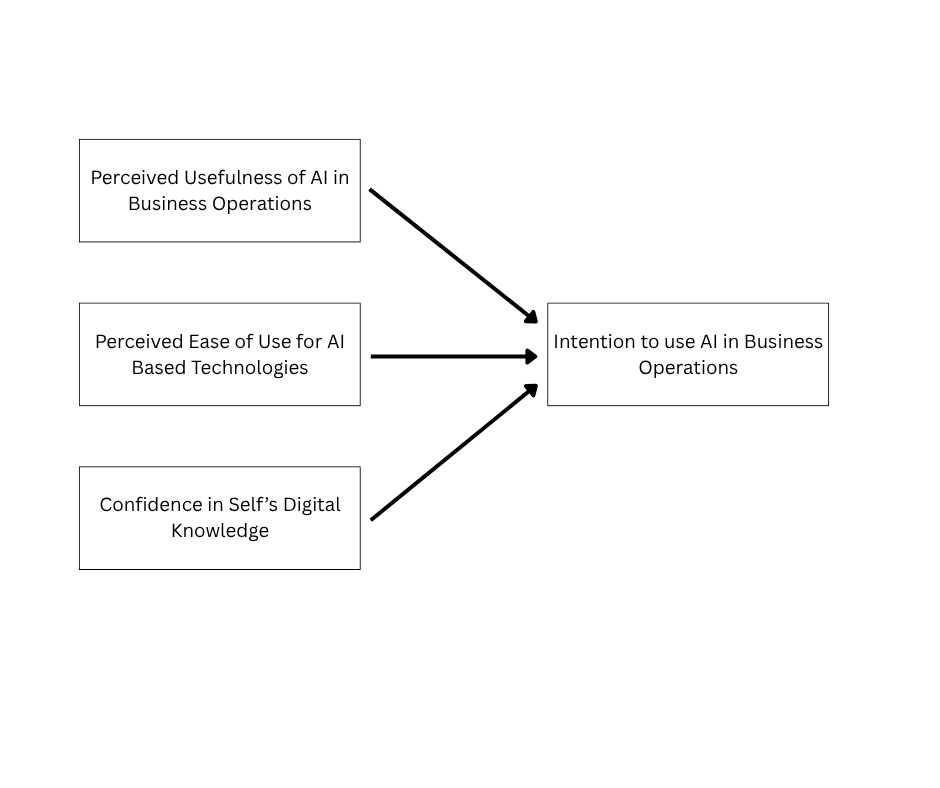 Perceived Usefulness of AI in
Business Operations
Perceived Ease of Use for AI
Based Technologies
Confidence in Self’s Digital
Knowledge
Intention to use AI in Business
Operations